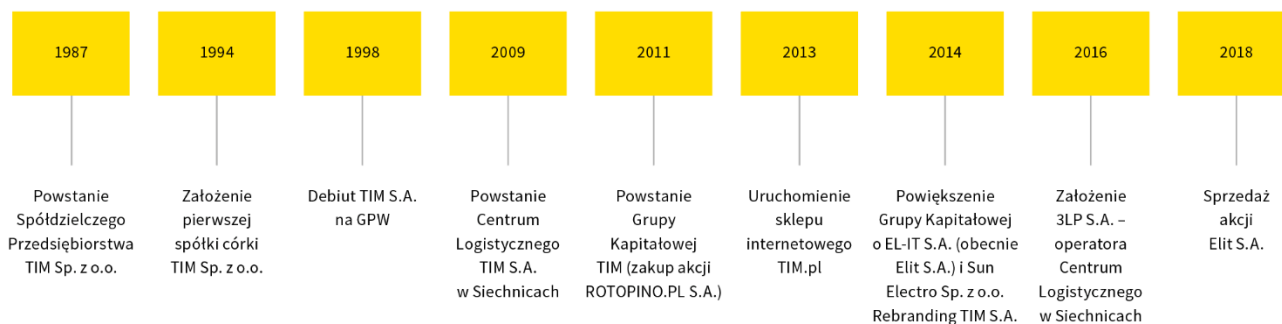 1987
Powstanie
Spółdzielczego
Przedsiębiorstwa
TIM Sp. z o.o.
1994
Założenie
pierwszej
spółki córki
TIM Sp. z o.o.
1998
Debiut TIM S.A.
na GPW
2009
Powstanie
Centrum
Logistycznego
TIM S.A.
w Siechnicach
2011
Powstanie
Grupy
Kapitałowej
TIM (zakup akcji
ROTOPINO.PL S.A.)
2013
Uruchomienie
sklepu
internetowego
TIM.pl
2014
Powiększenie
Grupy Kapitałowej
o EL-IT S.A. (obecnie
Elit S.A.) i Sun
Electro Sp. z o.o.
Rebranding TIM S.A.
2016
Założenie
3LP S.A. –
operatora
Centrum
Logistycznego
w Siechnicach
2018
Sprzedaż
akcji
Elit S.A.